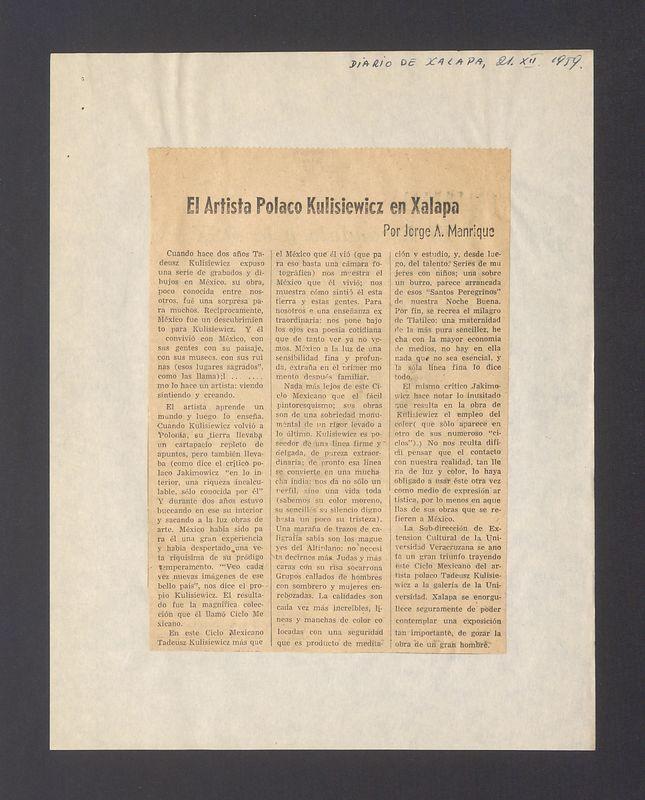 DIARIO DE XALAPA, 21. XII. 1959.
El Artista Polaco Kulisiewicz en Xalapa
Por Jorge A. Manrique
Cuando hace dos años Ta-
deusz Kulisiewicz expuso
una serie de grabados y di-
bujos en México, su obra,
poco conocida entre nos-
otros, fué una sorpresa pa-
ra muchos. Recíprocamente,
México fue un descubrimien
to para Kulisiewicz. Y él
convivió con México, con
sus gentes con su paisaje,
con sus museos, con sus rui
nas (esos lugares sagrados",
como las llama);l . . ...
mo lo hace un artista: viendo
sintiendo y creando.
El artista aprende un
mundo y luego lo enseña.
Cuando Kulisiewicz volvió a
Polonia, su tierra llevaba
un cartapacio repleto de
apuntes, pero también lleva-
ba (como dice el crítico po-
laco Jakimowicz "en lo in-
terior, una riqueza incalcu-
lable, sólo conocida por él"
Y durante dos años estuvo
buceando en ese su interior
y sacando a la luz obras de
arte. México había sido pa
ra él una gran experiencia
y había despertado una ve-
ta riquísima de su pródigo
temperamento. "Veo cada
vez nuevas imágenes de ese
bello país", nos dice el pro-
pio Kulisiewicz. El resulta-
do fue la magnífica colec-
ción que él llamó Ciclo Me
xicano.
En este Ciclo Mexicano
Tadeusz Kulisiewicz más que
el México que él vió (que pa
ra eso basta una cámara fo-
tográfica) nos muestra el
México que él vivió; nos
muestra cómo sintió él esta
tierra y estas gentes. Para
nosotros e una enseñanza ex
traordinaria: nos pone bajo
los ojos esa poesía cotidiana
que de tanto ver ya no ve-
mos. México a la luz de una
sensibilidad fina y profun-
da, extraña en el primer mo
mento después familiar.
Nada más lejos de este Ci-
clo Mexicano que el fácil
pintoresquismo; sus obras
son de una sobriedad monu-
mental de un rigor levado a
lo último. Kulisiewicz es po-
seedor de una línea firme y
delgada, de pureza extraor-
dinaria; de pronto esa línea
se convierte en una mucha-
cha india; nos da no sólo un
perfil, sino una vida toda
(sabemos su color moreno,
su sencillés su silencio digno
hasta un poco su tristeza).
Una maraña de trazos de ca-
ligrafía sabia son los mague
yes del Altiplano: no necesi
ta decirnos más. Judas y más
caras con su risa socarrona
Grupos callados de hombres
con sombrero y mujeres en-
rebozadas. La calidades son
cada vez más increíbles, lí-
neas y manchas de color co
locadas con una seguridad
que es producto de medita-
ción y estudio, y, desde lue-
go, del talento. Series de mu
jeres con niños; una sobre
un burro, parece arrancada
de esos "Santos Peregrinos"
de nuestra Noche Buena.
Por fin, se recrea el milagro
de Tlatilco: una maternidad
de la más pura sencillez, he
cha con la mayor economía
de medios, no hay en ella
nada que no sea esencial, y
la sóla línea fina lo dice
todo.
El mismo crítico Jakimo-
wicz hace notar lo inusitado
que resulta en la obra de
Kulisiewicz el empleo del
color( que sólo aparece en
otro de sus numeroso "ci-
clos").) No nos reulta difí-
di pensar que el contacto
con nuestra realidad, tan lle
na de luz y color, lo haya
obligado a usar éste otra vez
como medio de expresión ar
tística, por lo menos en aque
llas de sus obras que se re-
fieren a México.
La Sub-dirección de Ex-
tension Cultural de la Uni-
versidad Veracruzana se ano
ta un gran triunfo trayendo
este Ciclo Mexicano del ar-
tista polaco Tadeusz Kulisie-
wicz a la galería de la Uni-
versidad. Xalapa se enorgu-
llece seguramente de poder
contemplar una exposición
tan importante, de gozar la
obra de un gran hombre.